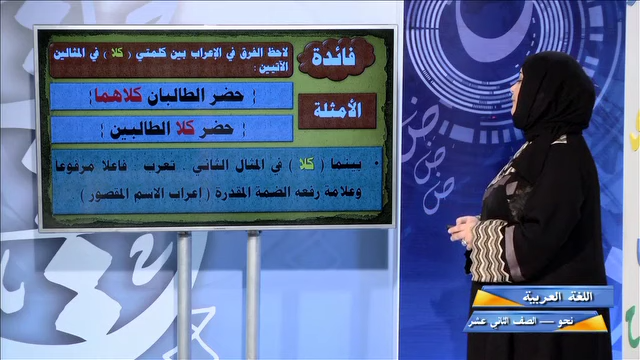 فائدة
لاحظ الفرق في الإعراب بين كلمتي ( كلا ) في المثالين
الآتيين :
الأمثلة
{ حضر الطالبان كلاهما }
{ حضر كلا الطالبين }
• بينما ( كلا ) في المثال الثاني .. تعرب : فاعلا مرفوعا
وعلامة رفعه الضمة المقدرة ( إعراب الاسم المقصور )
ض
ض
ض
اللغة العربية
نحو — الصف الثاني عشر